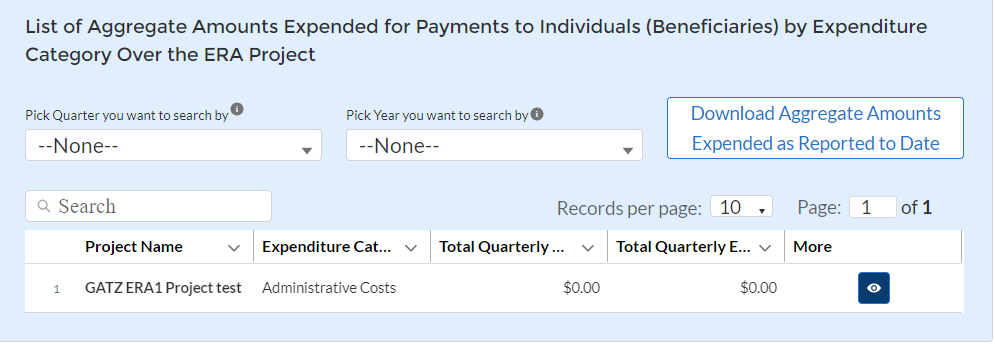 List of Aggregate Amounts Expended for Payments to Individuals (Beneficiaries) by Expenditure
Category Over the ERA Project
Pick Quarter you want to search by
Pick Year you want to search by
--None--
--None--
Download Aggregate Amounts
Expended as Reported to Date
Search
Records per page: 10 Page: 1 of 1
Project Name Expenditure Cat... Total Quarterly ... Total Quarterly E... More
1 GATZ ERA1 Project test Administrative Costs $0.00 $0.00